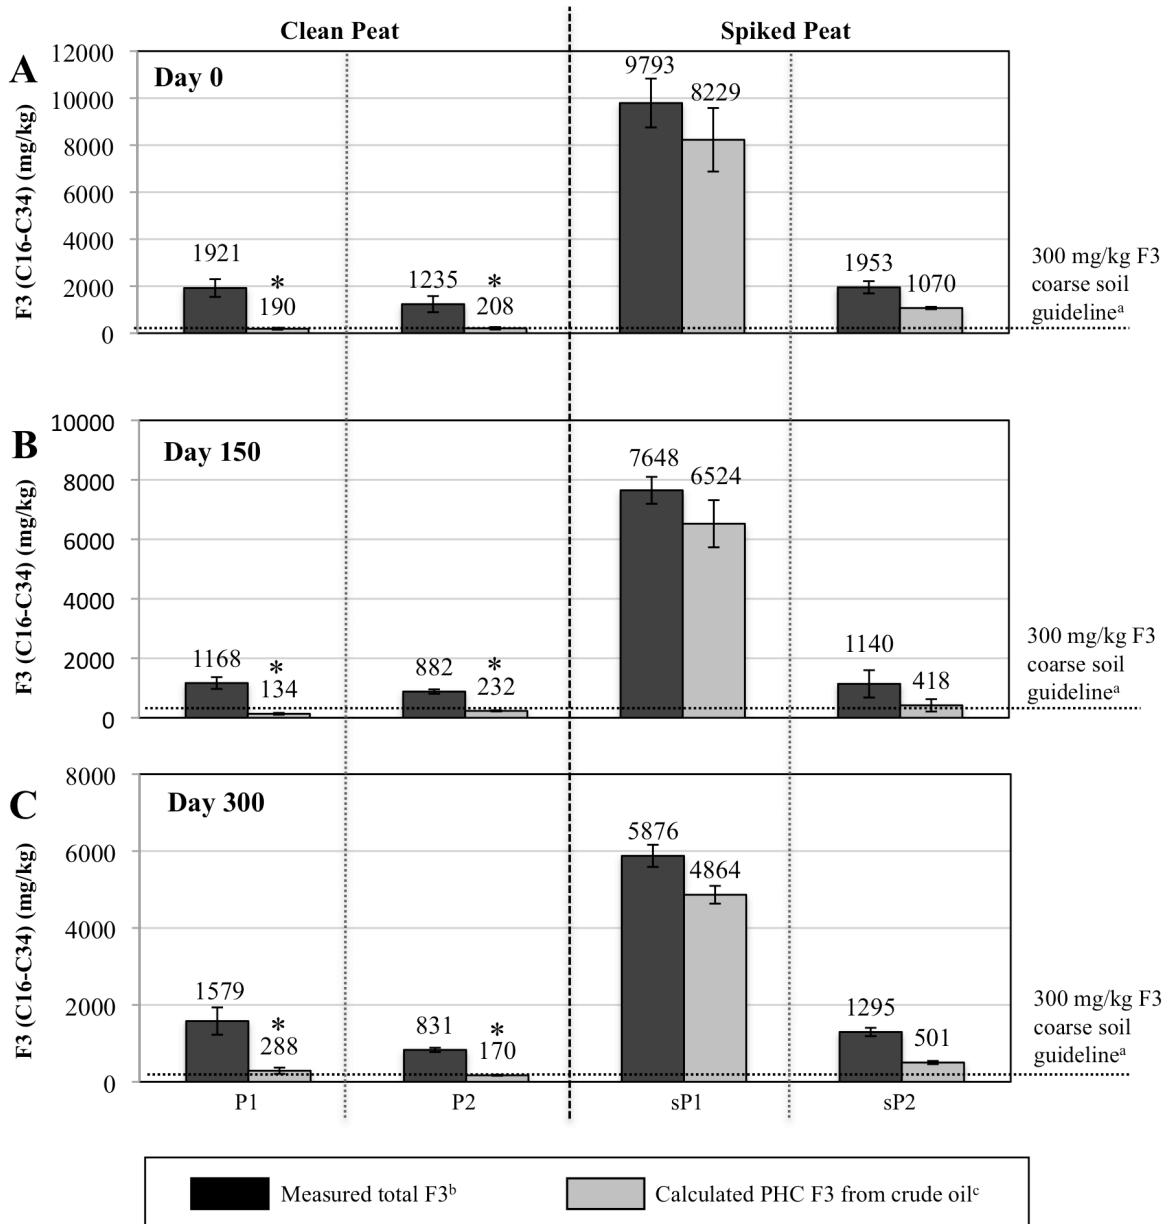 Clean Peat
Spiked Peat
A
Day 0
F3 (C16-C34) (mg/kg)
12000
10000
8000
6000
4000
2000
0
1921
*
190
1235
*
208
9793
8229
1953
1070
300 mg/kg F3
coarse soil
guidelineᵃ
B
Day 150
F3 (C16-C34) (mg/kg)
10000
8000
6000
4000
2000
0
1168
*
134
882
*
232
7648
6524
1140
418
300 mg/kg F3
coarse soil
guidelineᵃ
C
Day 300
F3 (C16-C34) (mg/kg)
8000
6000
4000
2000
0
1579
*
288
831
*
170
5876
4864
1295
501
300 mg/kg F3
coarse soil
guidelineᵃ
P1
P2
sP1
sP2
Measured total F3ᵇ
Calculated PHC F3 from crude oilᶜ